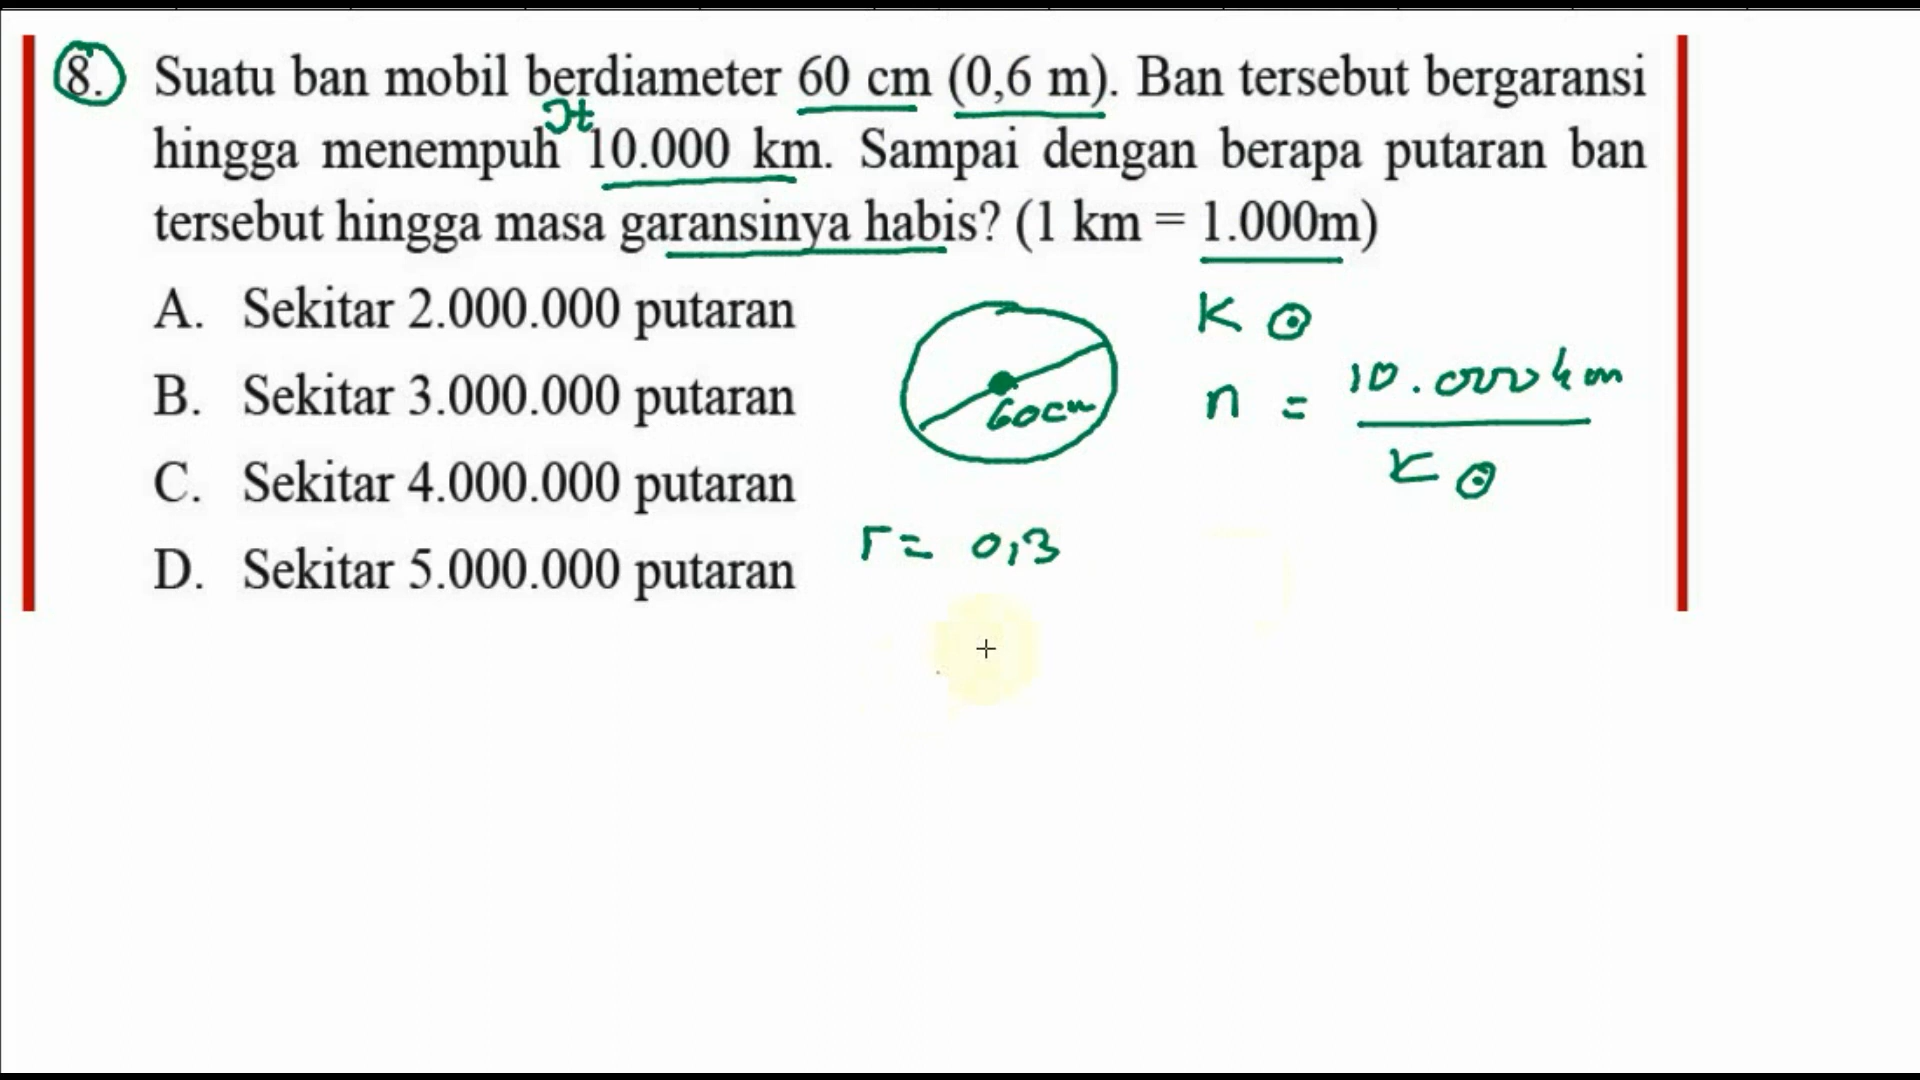 8. Suatu ban mobil berdiameter 60 cm (0,6 m). Ban tersebut bergaransi
hingga menempuh 10.000 km. Sampai dengan berapa putaran ban
tersebut hingga masa garansinya habis? (1 km = 1.000m)
A. Sekitar 2.000.000 putaran
B. Sekitar 3.000.000 putaran
C. Sekitar 4.000.000 putaran
D. Sekitar 5.000.000 putaran
60cm
r = 0,3
K ⊙
n = 10.000 km
K ⊙